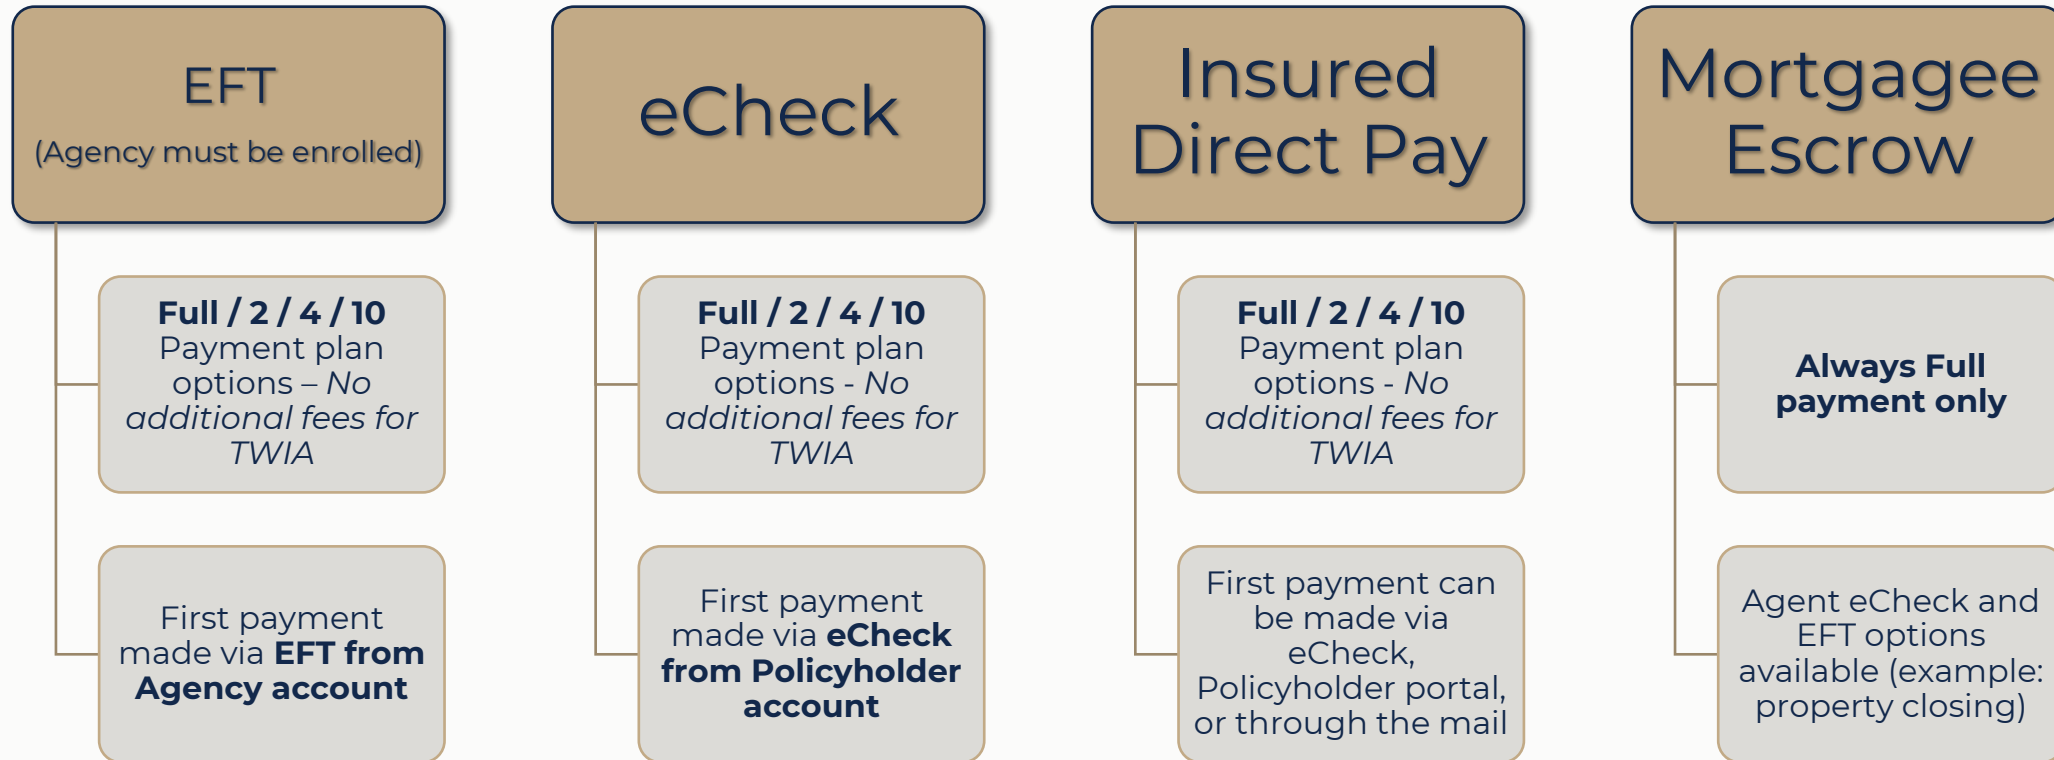 EFT
(Agency must be enrolled)
Full / 2 / 4 / 10
Payment plan
options – No
additional fees for
TWIA
First payment
made via EFT from
Agency account
eCheck
Full / 2 / 4 / 10
Payment plan
options - No
additional fees for
TWIA
First payment
made via eCheck
from Policyholder
account
Insured
Direct Pay
Full / 2 / 4 / 10
Payment plan
options - No
additional fees for
TWIA
First payment can
be made via
eCheck,
Policyholder portal,
or through the mail
Mortgagee
Escrow
Always Full
payment only
Agent eCheck and
EFT options
available (example:
property closing)